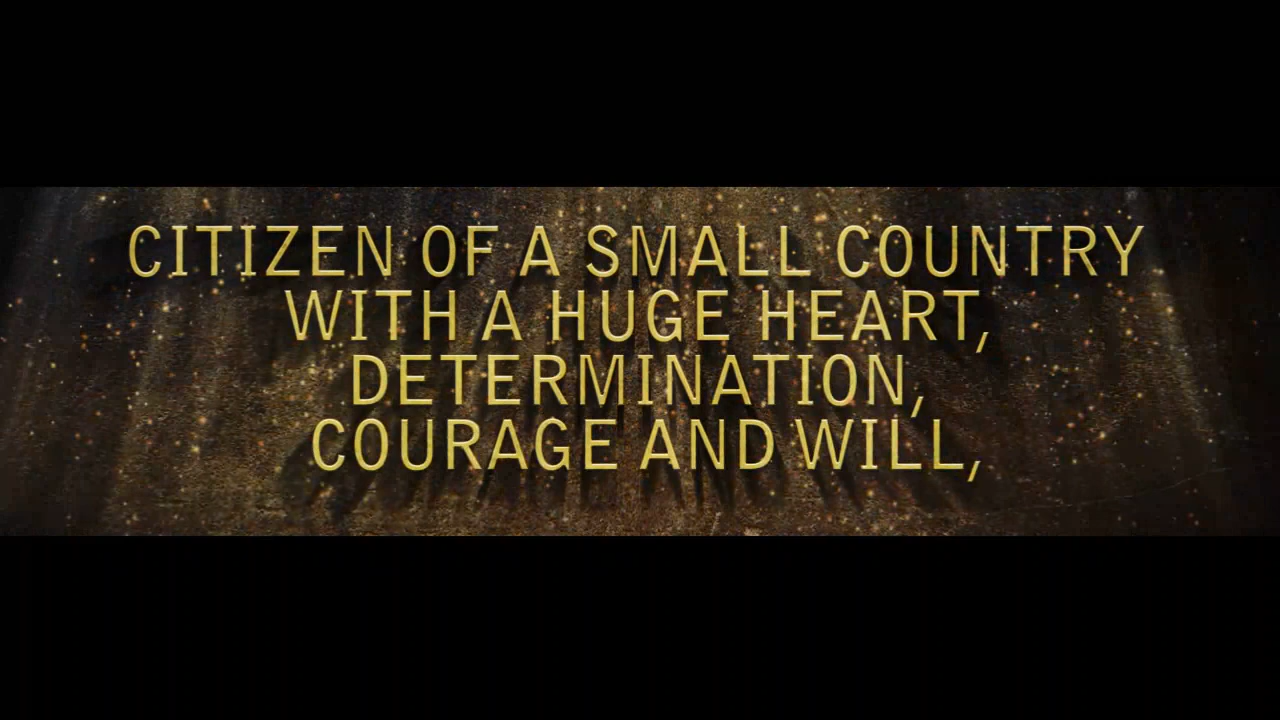 CITIZEN OF A SMALL COUNTRY
WITH A HUGE HEART,
DETERMINATION,
COURAGE AND WILL,